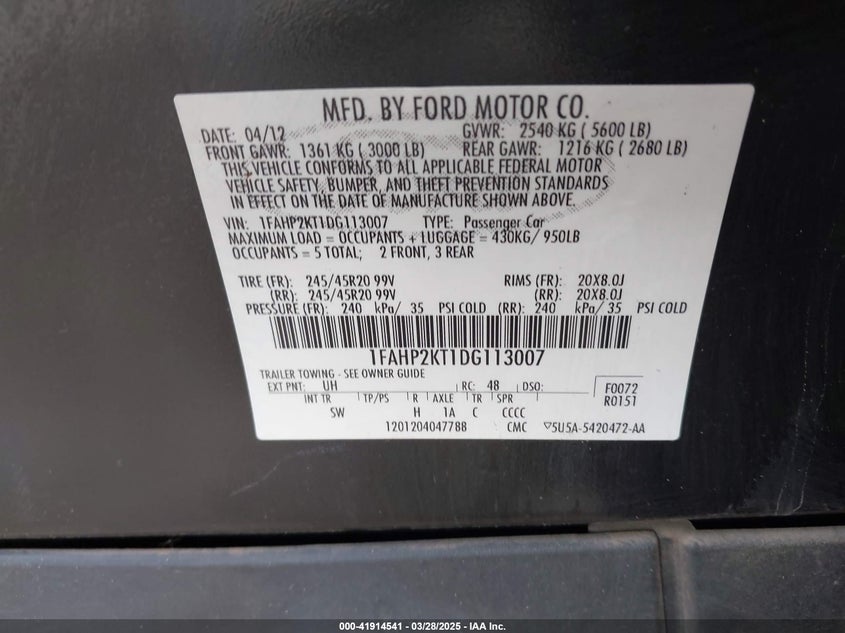 MFD. BY FORD MOTOR CO.
DATE: 04/12 GVWR: 2540 KG ( 5600 LB)
FRONT GAWR: 1361 KG ( 3000 LB) REAR GAWR: 1216 KG ( 2680 LB)
THIS VEHICLE CONFORMS TO ALL APPLICABLE FEDERAL MOTOR
VEHICLE SAFETY, BUMPER, AND THEFT PREVENTION STANDARDS
IN EFFECT ON THE DATE OF MANUFACTURE SHOWN ABOVE.
VIN: 1FAHP2KT1DG113007 TYPE: Passenger Car
MAXIMUM LOAD = OCCUPANTS + LUGGAGE = 430KG/ 950LB
OCCUPANTS = 5 TOTAL; 2 FRONT, 3 REAR
TIRE (FR): 245/45R20 99V RIMS (FR): 20X8.0J
(RR): 245/45R20 99V (RR): 20X8.0J
PRESSURE (FR): 240 kPa/ 35 PSI COLD (RR): 240 kPa/ 35 PSI COLD
1FAHP2KT1DG113007
TRAILER TOWING - SEE OWNER GUIDE
EXT PNT: UH RC: 48 DSO: F0072
INT TR TP/PS R AXLE TR SPR R0151
SW H 1A C CCCC
1201204047788 CMC ▽5U5A-5420472-AA
000-41914541 | 03/28/2025 - IAA Inc.